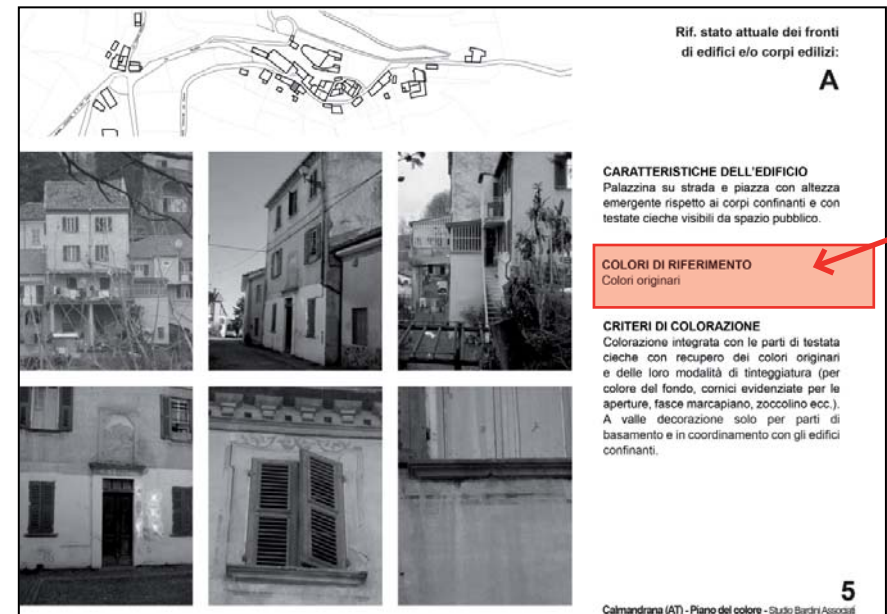 Rif. stato attuale dei fronti
di edifici e/o corpi edilizi:
A
CARATTERISTICHE DELL'EDIFICIO
Palazzina su strada e piazza con altezza
emergente rispetto ai corpi confinanti e con
testate cieche visibili da spazio pubblico.
COLORI DI RIFERIMENTO
Colori originari
CRITERI DI COLORAZIONE
Colorazione integrata con le parti di testata
cieche con recupero dei colori originari
e delle loro modalità di tinteggiatura (per
colore del fondo, cornici evidenziate per le
aperture, fasce marcapiano, zoccolino ecc.).
A valle decorazione solo per parti di
basamento e in coordinamento con gli edifici
confinanti.
5
Calmandrana (AT) - Piano del colore - Studio Bardini Associati